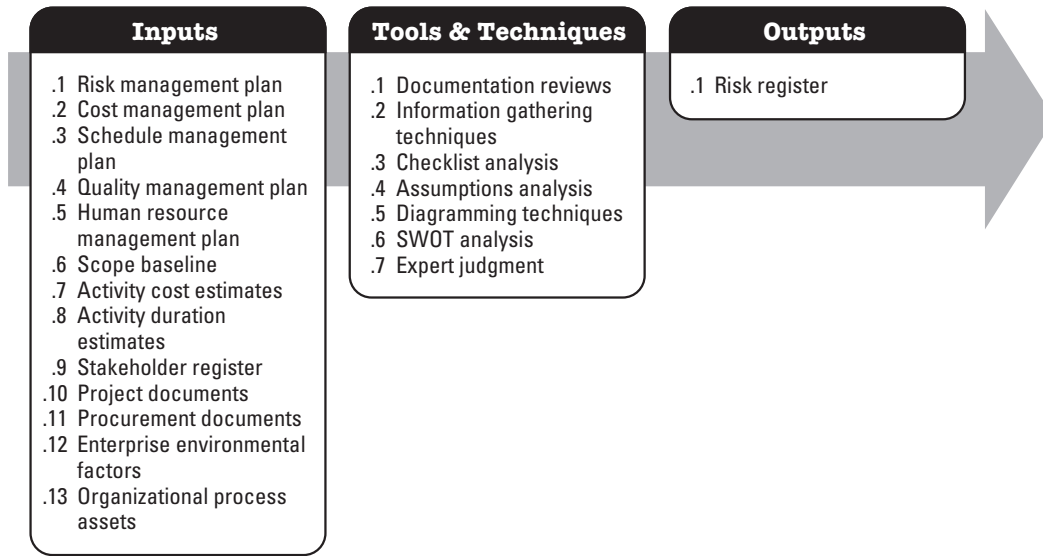 Inputs
.1 Risk management plan
.2 Cost management plan
.3 Schedule management
plan
.4 Quality management plan
.5 Human resource
management plan
.6 Scope baseline
.7 Activity cost estimates
.8 Activity duration
estimates
.9 Stakeholder register
.10 Project documents
.11 Procurement documents
.12 Enterprise environmental
factors
.13 Organizational process
assets
Tools & Techniques
.1 Documentation reviews
.2 Information gathering
techniques
.3 Checklist analysis
.4 Assumptions analysis
.5 Diagramming techniques
.6 SWOT analysis
.7 Expert judgment
Outputs
.1 Risk register